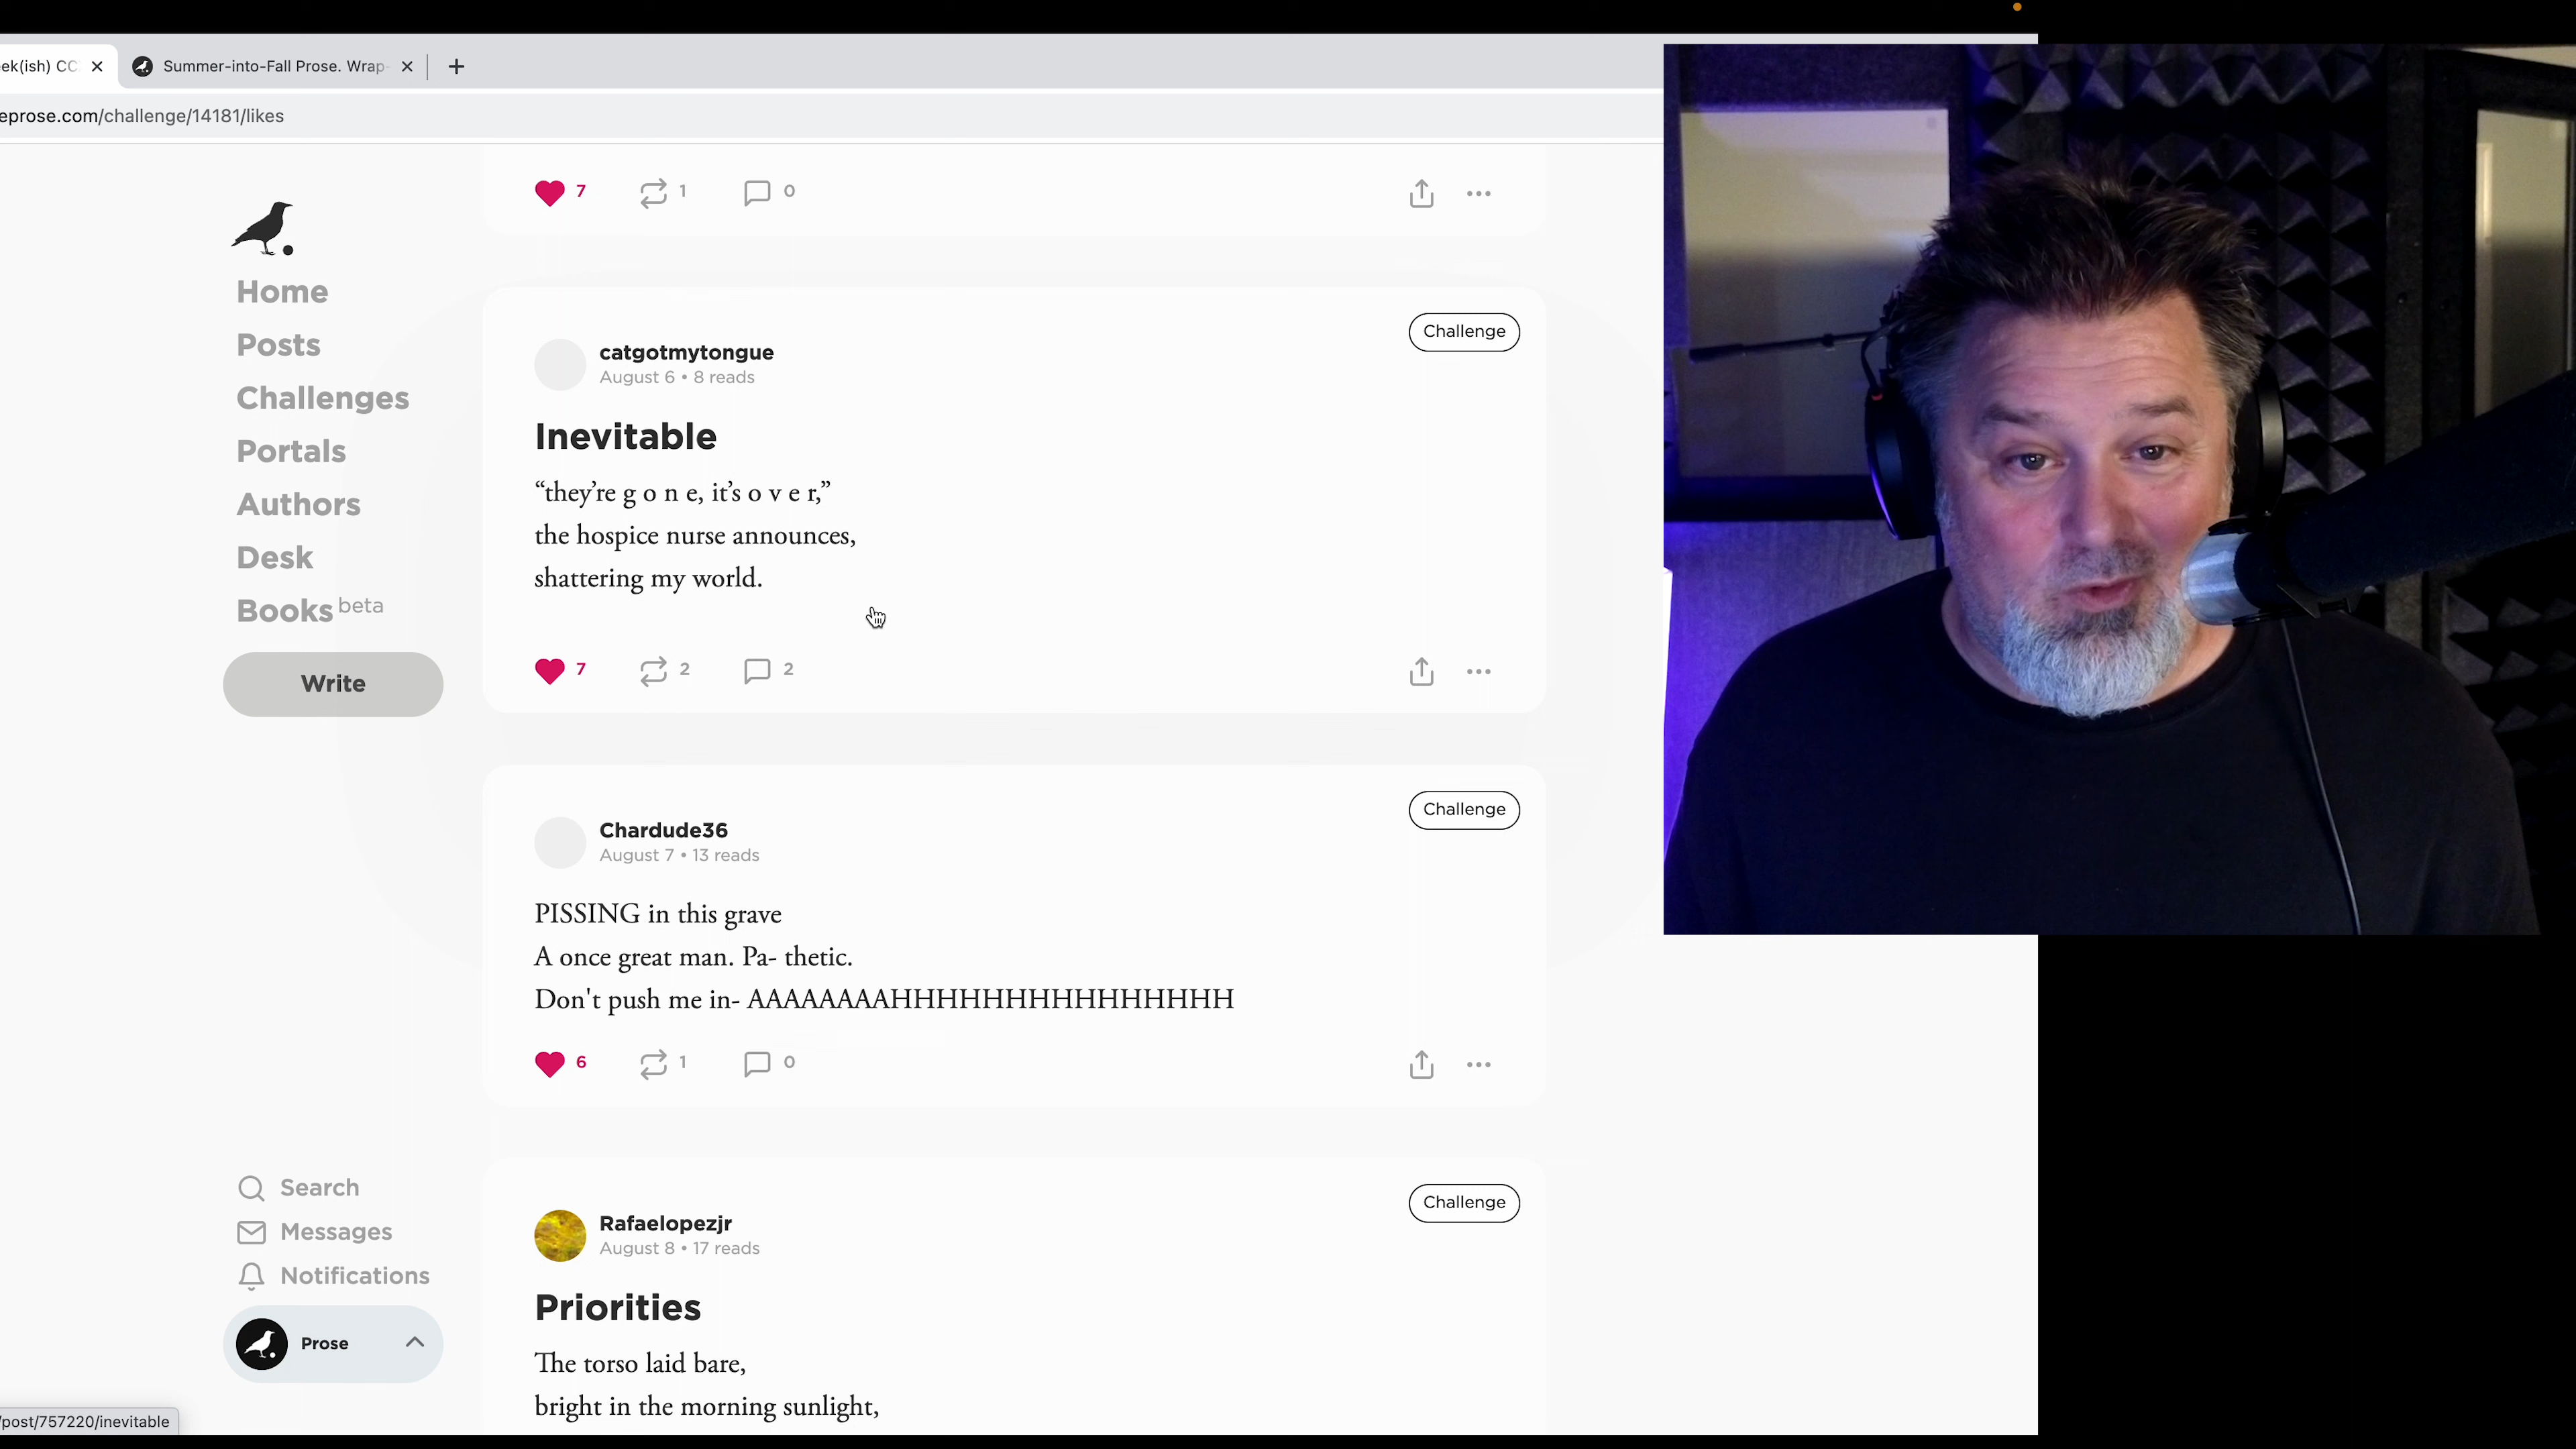 ek(ish) CC
Summer-into-Fall Prose. Wrap-
eprose.com/challenge/14181/likes
7
1
0
Home
Posts
Challenges
Portals
Authors
Desk
Books beta
Write
Challenge
catgotmytongue
August 6 • 8 reads
Inevitable
“they’re g o n e, it’s o v e r,”
the hospice nurse announces,
shattering my world.
7
2
2
Challenge
Chardude36
August 7 • 13 reads
PISSING in this grave
A once great man. Pa- thetic.
Don't push me in- AAAAAAAAHHHHHHHHHHHHHHH
6
1
0
Challenge
Rafaelopezjr
August 8 • 17 reads
Priorities
The torso laid bare,
bright in the morning sunlight,
Search
Messages
Notifications
Prose
/post/757220/inevitable